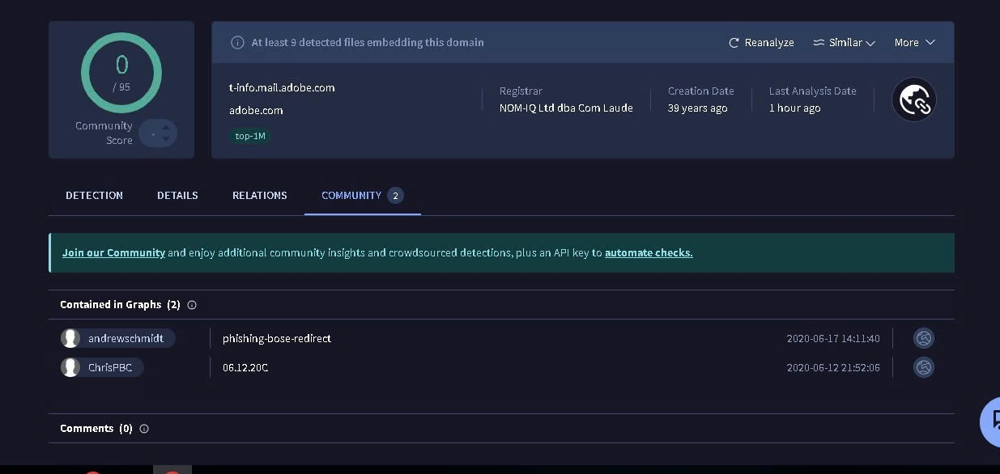 0
/ 95
Community Score
At least 9 detected files embedding this domain
Reanalyze
Similar
More
t-info.mail.adobe.com
adobe.com
top-1M
Registrar
NOM-IQ Ltd dba Com Laude
Creation Date
39 years ago
Last Analysis Date
1 hour ago
DETECTION
DETAILS
RELATIONS
COMMUNITY 2
Join our Community and enjoy additional community insights and crowdsourced detections, plus an API key to automate checks.
Contained in Graphs (2)
andrewschmidt
phishing-bose-redirect
2020-06-17 14:11:40
ChrisPBC
06.12.20C
2020-06-12 21:52:06
Comments (0)